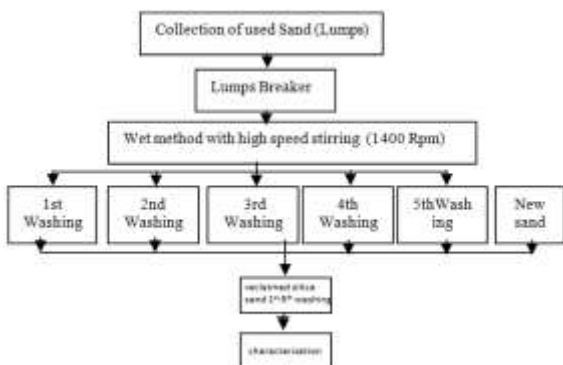 Collection of used Sand (Lumps)
Lumps Breaker
Wet method with high speed stirring (1400 Rpm)
1st
Washing
2nd
Washing
3rd
Washing
4th
Washing
5thWash
ing
New
sand
reclaimed silica
sand 1st-5th washing
characterization